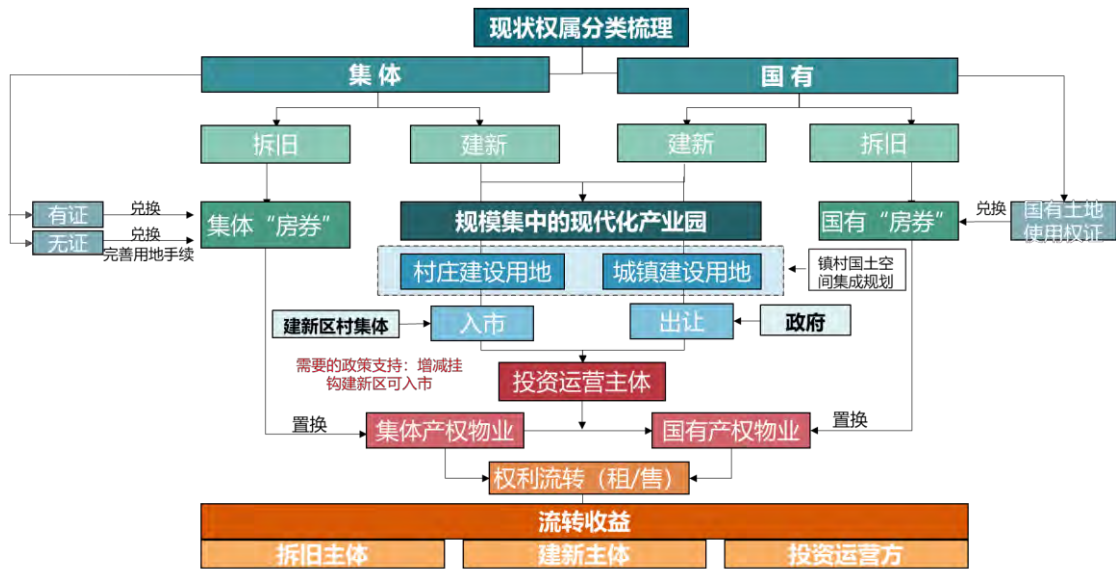 现状权属分类梳理
集 体
国 有
拆旧
建新
建新
拆旧
有证
兑换
无证
兑换
完善用地手续
集体“房券”
规模集中的现代化产业园
国有“房券”
兑换
国有土地
使用权证
村庄建设用地
城镇建设用地
镇村国土空
间集成规划
建新区村集体
入市
出让
政府
需要的政策支持：增减挂
钩建新区可入市
投资运营主体
置换
集体产权物业
国有产权物业
置换
权利流转（租/售）
流转收益
拆旧主体
建新主体
投资运营方